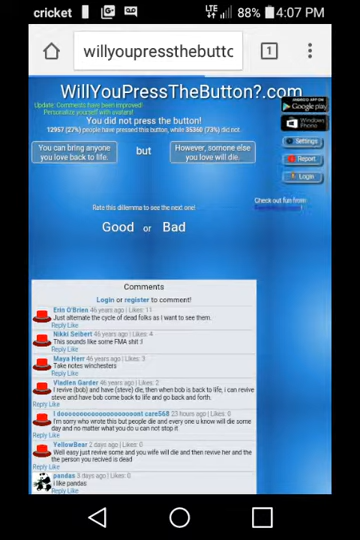 cricket G+ LTE 88% 4:07 PM
willyoupressthebuttc 1
WillYouPressTheButton?.com
Update: Comments have been improved!
Personalize yourself with avatars!
ANDROID APP ON
Google play
You did not press the button!
12957 (27%) people have pressed this button, while 35360 (73%) did not.
Windows Phone
Settings
You can bring anyone you love back to life.
but
However, somone else you love will die.
Report
Login
Check out fun from
Rate this dilemma to see the next one!
Good or Bad
Comments
Login or register to comment!
Erin O'Brien 46 years ago | Likes: 11
Just alternate the cycle of dead folks as I want to see them.
Reply Like
Nikki Seibert 46 years ago | Likes: 4
This sounds like some FMA shit :I
Reply Like
Maya Herr 46 years ago | Likes: 3
Take notes winchesters
Reply Like
Vladlen Garder 46 years ago | Likes: 2
I revive (bob) and have (steve) die, then when bob is back to life, i can revive
steve and have bob come back to life and go back and forth.
Reply Like
I dooooooooooooooooooont care568 23 hours ago | Likes: 0
I'm sorry who wrote this but people die and every one u know will die some
day and no matter what you do u can not stop it
Reply Like
YellowBear 2 days ago | Likes: 0
Well easy just revive some and you wife will die and then revive her and the
the person you recived is dead
Reply Like
pandas 3 days ago | Likes: 0
I like pandas
Reply Like